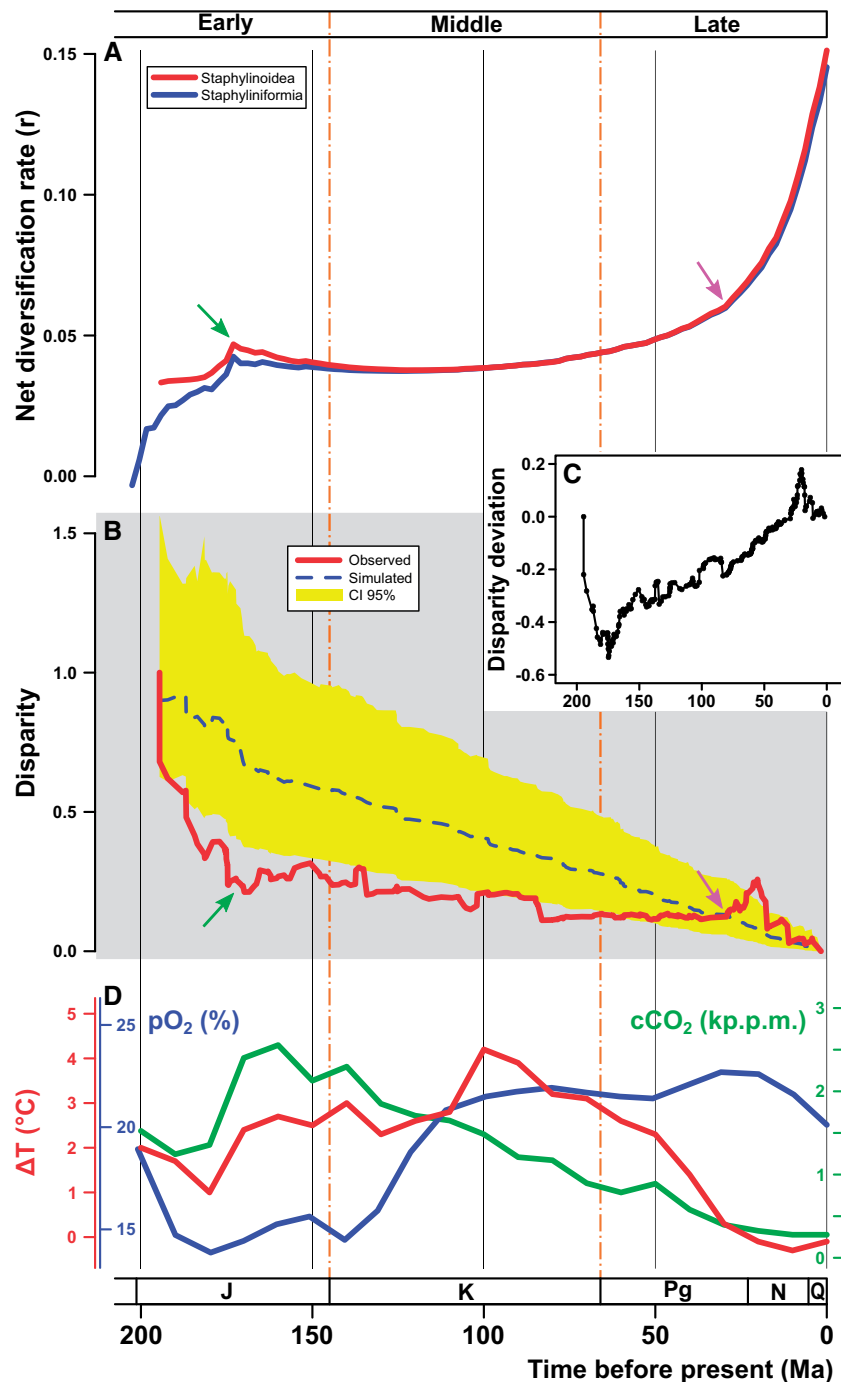 Early Middle Late
A
0.15
0.10
0.05
0.00
Net diversification rate (r)
Staphylinoidea
Staphyliniformia
B
1.5
1.0
0.5
0.0
Disparity
Observed
Simulated
CI 95%
C
0.2
0.0
-0.2
-0.4
-0.6
Disparity deviation
200 150 100 50 0
D
pO₂ (%)
cCO₂ (kp.p.m.)
ΔT (°C)
5
4
3
2
1
0
25
20
15
3
2
1
0
J K Pg N Q
200 150 100 50 0
Time before present (Ma)